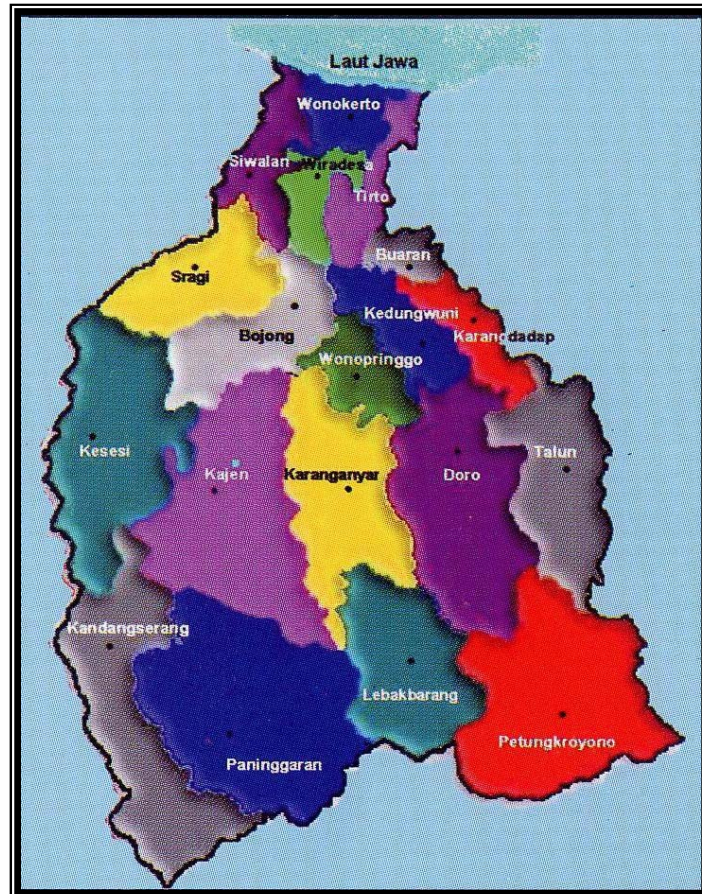 Laut Jawa
Wonokerto
Siwalan
Wiradesa
Tirto
Buaran
Sragi
Kedungwuni
Bojong
Karangdadap
Wonopringgo
Kesesi
Kajen
Karanganyar
Doro
Talun
Kandangserang
Lebakbarang
Paninggaran
Petungkroyono